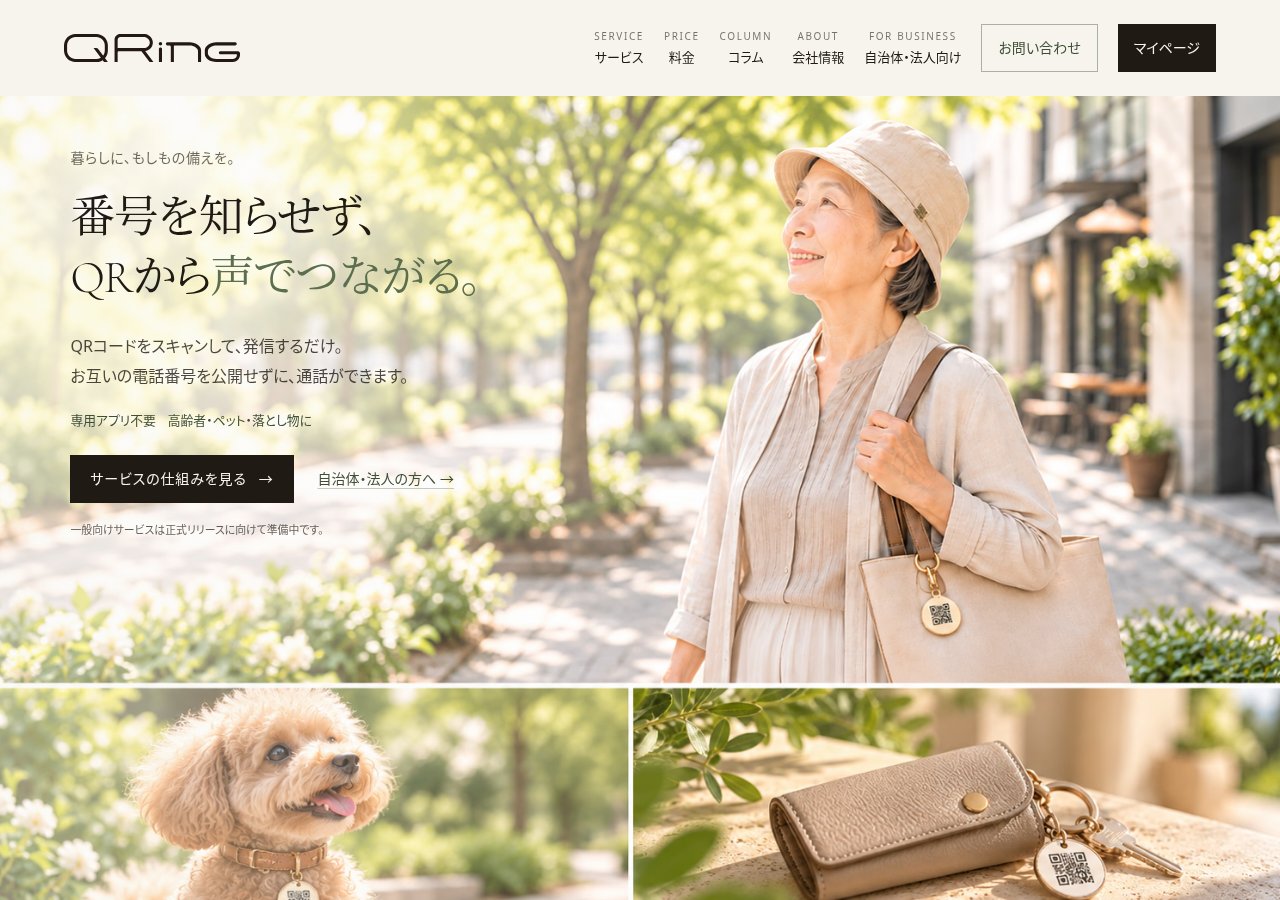 QRing
SERVICE
サービス
PRICE
料金
COLUMN
コラム
ABOUT
会社情報
FOR BUSINESS
自治体・法人向け
お問い合わせ
マイページ
暮らしに、もしもの備えを。
番号を知らせず、
QRから声でつながる。
QRコードをスキャンして、発信するだけ。
お互いの電話番号を公開せずに、通話ができます。
専用アプリ不要　高齢者・ペット・落とし物に
サービスの仕組みを見る →
自治体・法人の方へ →
一般向けサービスは正式リリースに向けて準備中です。